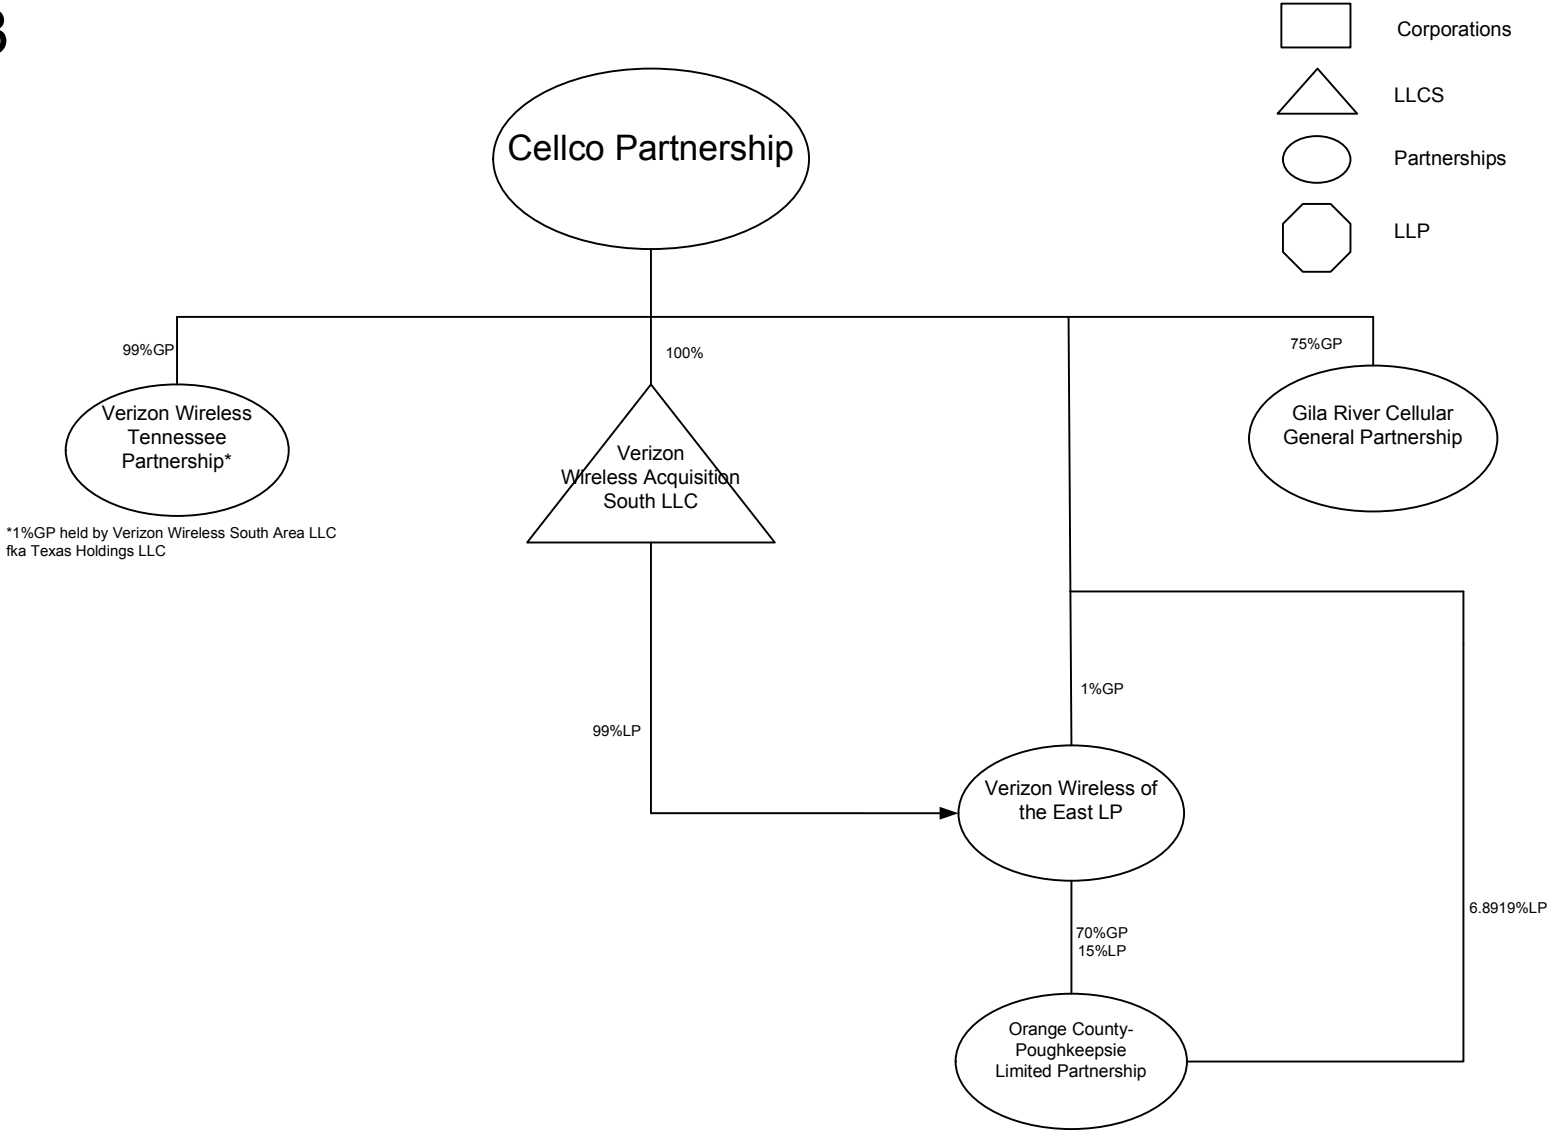 Corporations
LLCS
Partnerships
LLP
Cellco Partnership
99%GP
100%
75%GP
Verizon Wireless
Tennessee
Partnership*
*1%GP held by Verizon Wireless South Area LLC
fka Texas Holdings LLC
Verizon
Wireless Acquisition
South LLC
Gila River Cellular
General Partnership
1%GP
99%LP
Verizon Wireless of
the East LP
6.8919%LP
70%GP
15%LP
Orange County-
Poughkeepsie
Limited Partnership